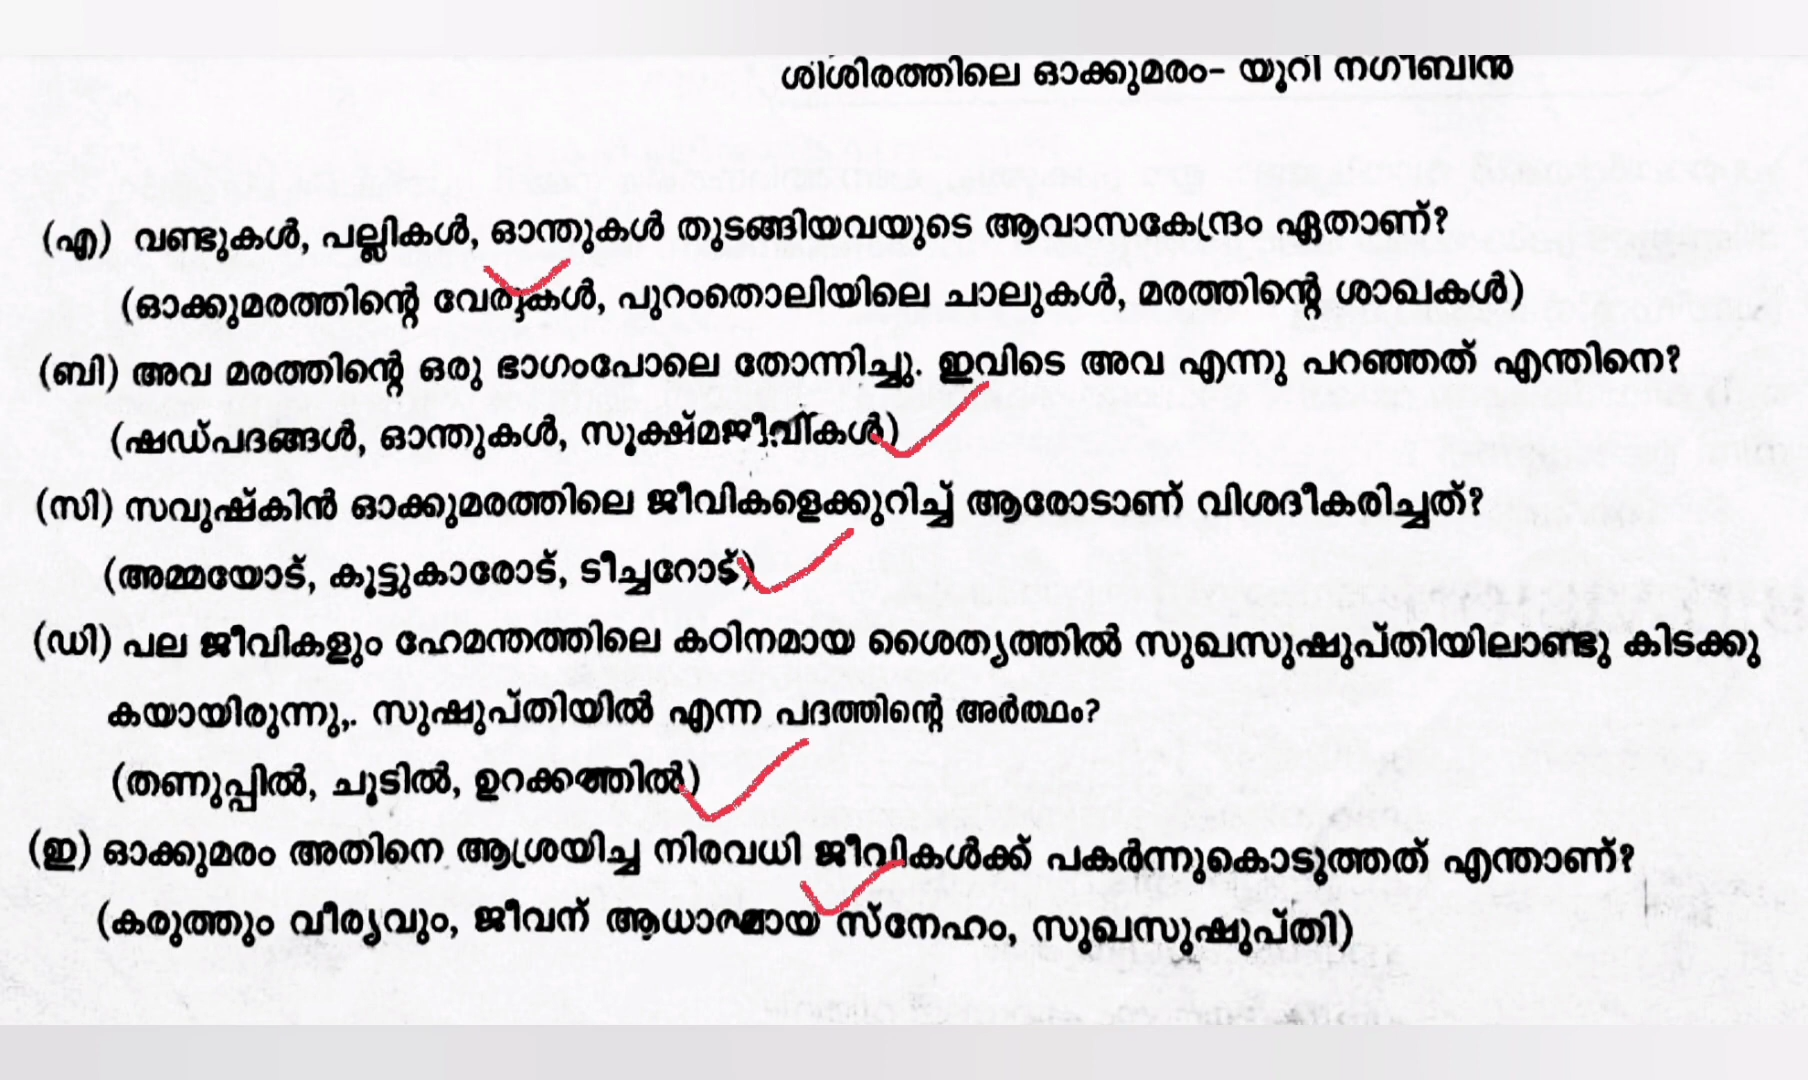 ശിശിരത്തിലെ ഓക്കുമരം- യൂറി നഗീബിൻ
(എ) വണ്ടുകൾ, പല്ലികൾ, ഓന്തുകൾ തുടങ്ങിയവയുടെ ആവാസകേന്ദ്രം ഏതാണ്?
(ഓക്കുമരത്തിന്റെ വേരുകൾ, പുറംതൊലിയിലെ ചാലുകൾ, മരത്തിന്റെ ശാഖകൾ)
(ബി) അവ മരത്തിന്റെ ഒരു ഭാഗംപോലെ തോന്നിച്ചു. ഇവിടെ അവ എന്നു പറഞ്ഞത് എന്തിനെ?
(ഷഡ്പദങ്ങൾ, ഓന്തുകൾ, സൂക്ഷ്മജീവികൾ)
(സി) സവുഷ്കിൻ ഓക്കുമരത്തിലെ ജീവികളെക്കുറിച്ച് ആരോടാണ് വിശദീകരിച്ചത്?
(അമ്മയോട്, കൂട്ടുകാരോട്, ടീച്ചറോട്)
(ഡി) പല ജീവികളും ഹേമന്തത്തിലെ കഠിനമായ ശൈത്യത്തിൽ സുഖസുഷുപ്തിയിലാണ്ടു കിടക്കു
കയായിരുന്നു,. സുഷുപ്തിയിൽ എന്ന പദത്തിന്റെ അർത്ഥം?
(തണുപ്പിൽ, ചൂടിൽ, ഉറക്കത്തിൽ)
(ഇ) ഓക്കുമരം അതിനെ ആശ്രയിച്ച നിരവധി ജീവികൾക്ക് പകർന്നുകൊടുത്തത് എന്താണ്?
(കരുത്തും വീര്യവും, ജീവന് ആധാരമായ സ്നേഹം, സുഖസുഷുപ്തി)